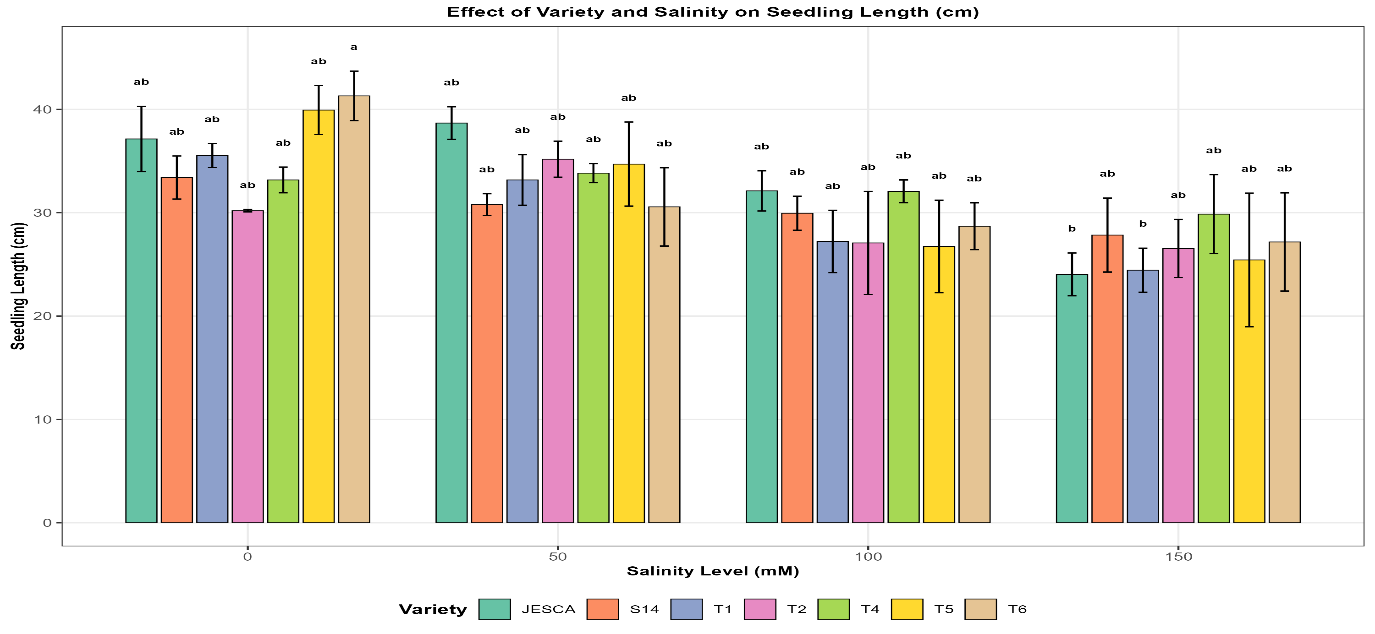 Effect of Variety and Salinity on Seedling Length (cm)
Seedling Length (cm)
40
30
20
10
0
ab ab ab ab ab ab a
ab ab ab ab ab ab ab
ab ab ab ab ab ab ab
b ab b ab ab ab ab
0 50 100 150
Salinity Level (mM)
Variety JESCA S14 T1 T2 T4 T5 T6